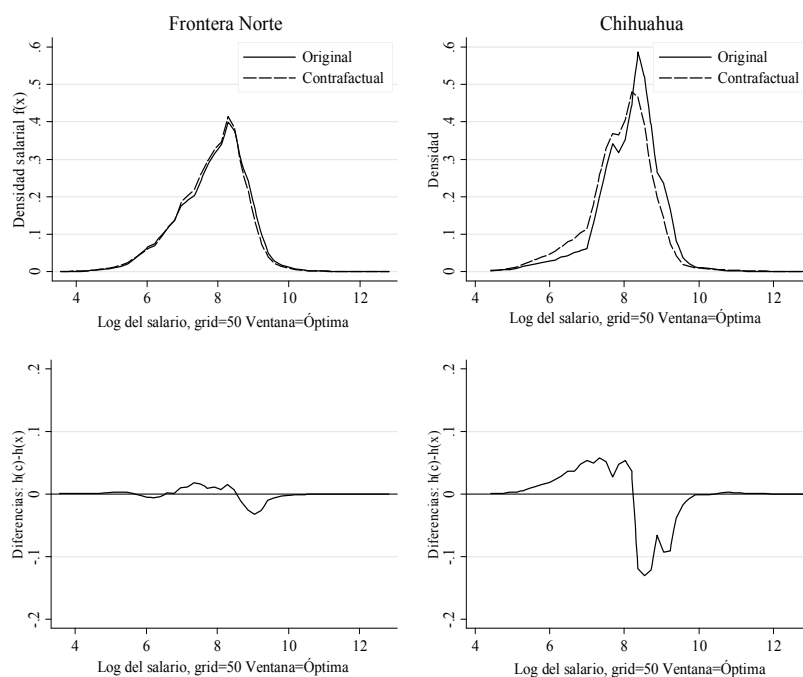 Frontera Norte
Original
Contrafactual
Densidad salarial f(x)
0 .1 .2 .3 .4 .5 .6
4 6 8 10 12
Log del salario, grid=50 Ventana=Óptima
Chihuahua
Original
Contrafactual
Densidad
0 .1 .2 .3 .4 .5 .6
4 6 8 10 12
Log del salario, grid=50 Ventana=Óptima
Diferencias: h(c)-h(x)
-.2 -.1 0 .1 .2
4 6 8 10 12
Log del salario, grid=50 Ventana=Óptima
Diferencias: h(c)-h(x)
-.2 -.1 0 .1 .2
4 6 8 10 12
Log del salario, grid=50 Ventana=Óptima